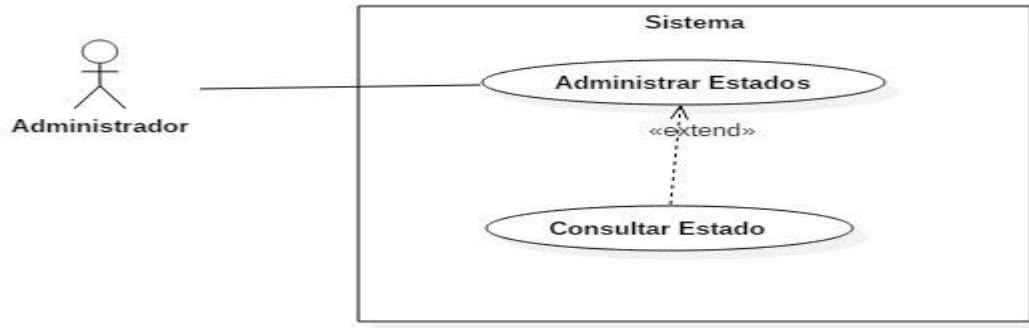 Sistema
Administrar Estados
Administrador
«extend»
Consultar Estado